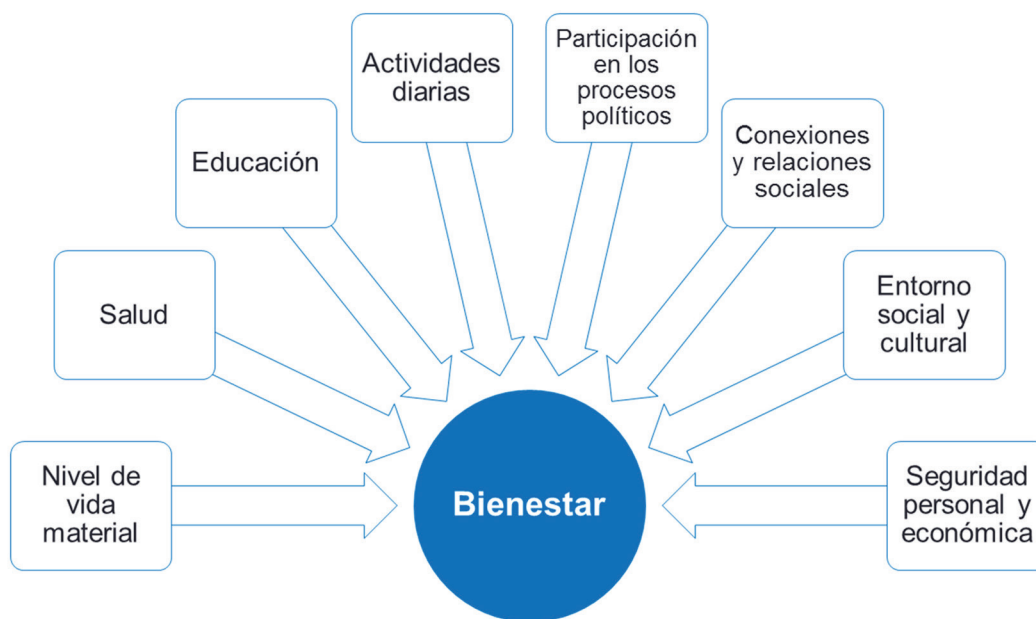 Participación
en los
procesos
políticos
Actividades
diarias
Conexiones
y relaciones
sociales
Educación
Entorno
social y
cultural
Salud
Nivel de
vida
material
Bienestar
Seguridad
personal y
económica